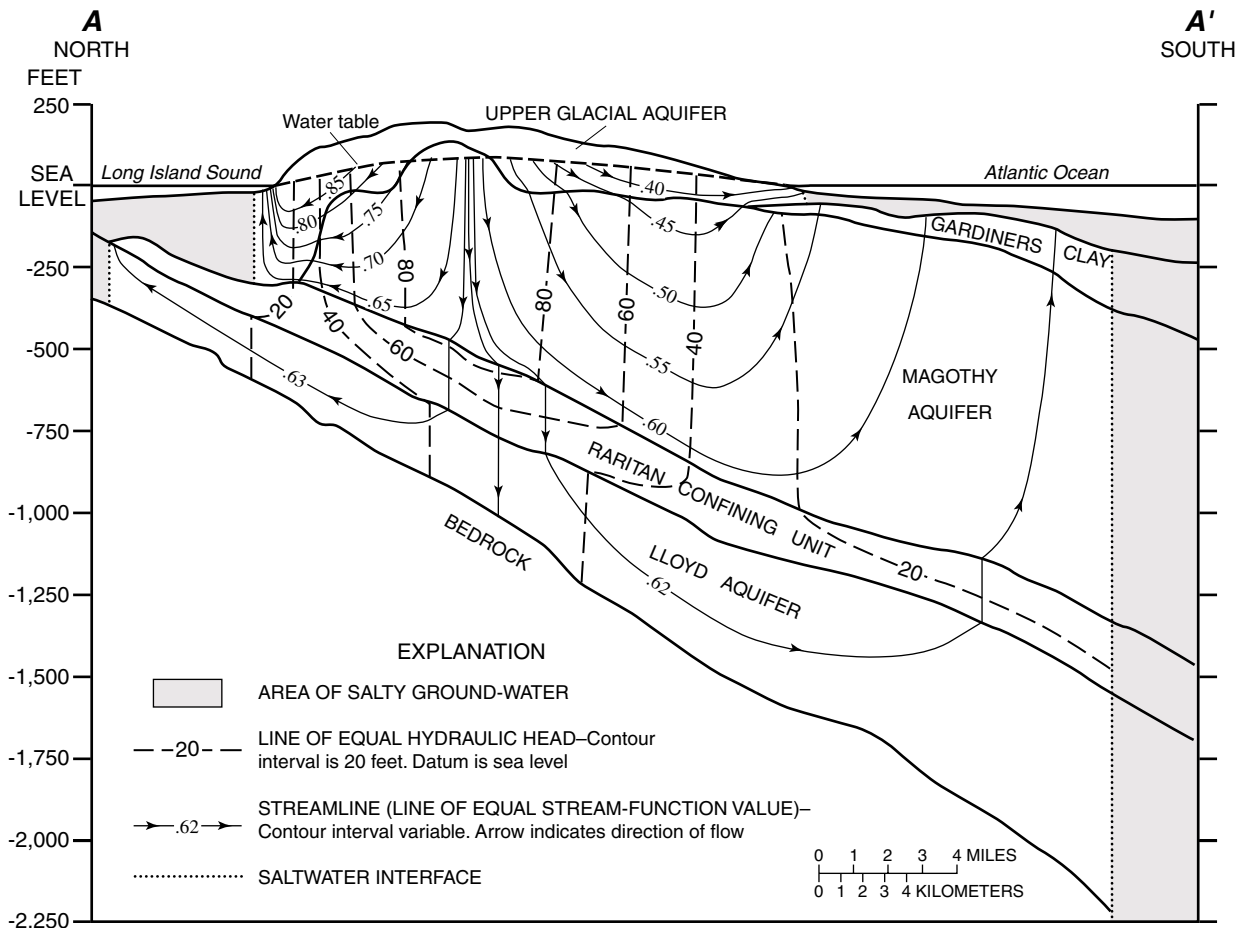 A
NORTH
A'
SOUTH
FEET
250
SEA
LEVEL
-250
-500
-750
-1,000
-1,250
-1,500
-1,750
-2,000
-2,250
Water table
UPPER GLACIAL AQUIFER
Long Island Sound
Atlantic Ocean
.85
.80
.75
.70
.65
.63
.40
.45
.50
.55
.60
.62
20
40
60
80
80
60
40
20
GARDINERS CLAY
MAGOTHY
AQUIFER
RARITAN CONFINING UNIT
LLOYD AQUIFER
BEDROCK
EXPLANATION
AREA OF SALTY GROUND-WATER
20
LINE OF EQUAL HYDRAULIC HEAD–Contour
interval is 20 feet. Datum is sea level
.62
STREAMLINE (LINE OF EQUAL STREAM-FUNCTION VALUE)–
Contour interval variable. Arrow indicates direction of flow
SALTWATER INTERFACE
0 1 2 3 4 MILES
0 1 2 3 4 KILOMETERS